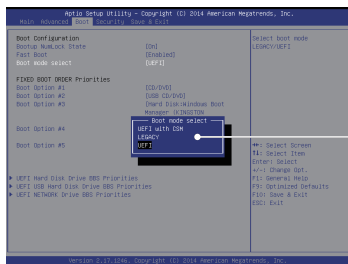 Aptio Setup Utility - Copyright (C) 2014 American Megatrends, Inc.
Main Advanced Boot Security Save & Exit
Boot Configuration
Bootup NumLock State [On]
Fast Boot [Enabled]
Boot mode select [UEFI]
FIXED BOOT ORDER Priorities
Boot Option #1 [CD/DVD]
Boot Option #2 [USB CD/DVD]
Boot Option #3 [Hard Disk:Windows Boot
Manager (KINGSTON
Boot mode select
UEFI with CSM
LEGACY
UEFI
Boot Option #4
Boot Option #5
▶ UEFI Hard Disk Drive BBS Priorities
▶ UEFI USB Hard Disk Drive BBS Priorities
▶ UEFI NETWORK Drive BBS Priorities
Select boot mode
LEGACY/UEFI
→←: Select Screen
↑↓: Select Item
Enter: Select
+/-: Change Opt.
F1: General Help
F9: Optimized Defaults
F10: Save & Exit
ESC: Exit
Version 2.17.1246. Copyright (C) 2014 American Megatrends, Inc.